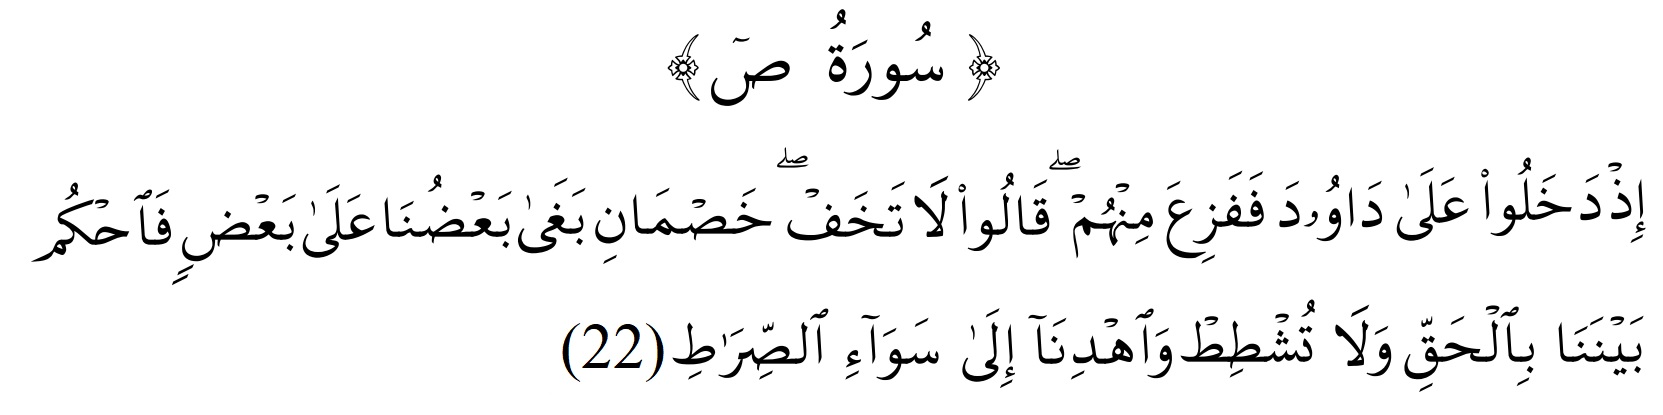 ﴿ سُورَةُ صٓ ﴾
إِذْ دَخَلُوا۟ عَلَىٰ دَاوُۥدَ فَفَزِعَ مِنْهُمْ ۖ قَالُوا۟ لَا تَخَفْ ۖ خَصْمَانِ بَغَىٰ بَعْضُنَا عَلَىٰ بَعْضٍ فَٱحْكُم
بَيْنَنَا بِٱلْحَقِّ وَلَا تُشْطِطْ وَٱهْدِنَآ إِلَىٰ سَوَآءِ ٱلصِّرَٰطِ (22)